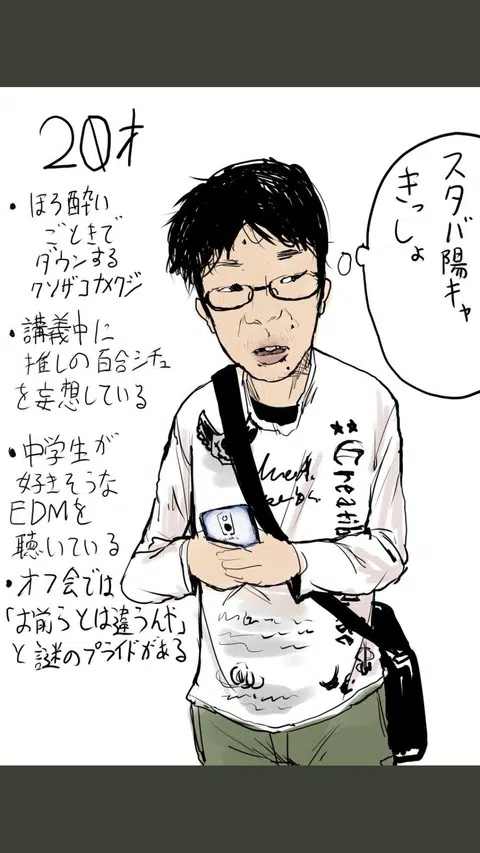 20才
・ほろ酔い
ごときで
ダウンする
クソザコナメクジ
・講義中に
推しの百合シチュ
を妄想している
・中学生が
好きそうな
EDMを
聴いている
・オフ会では
「お前らとは違うんだ」
と謎のプライドがある
スタバ陽キャ
きっしょ